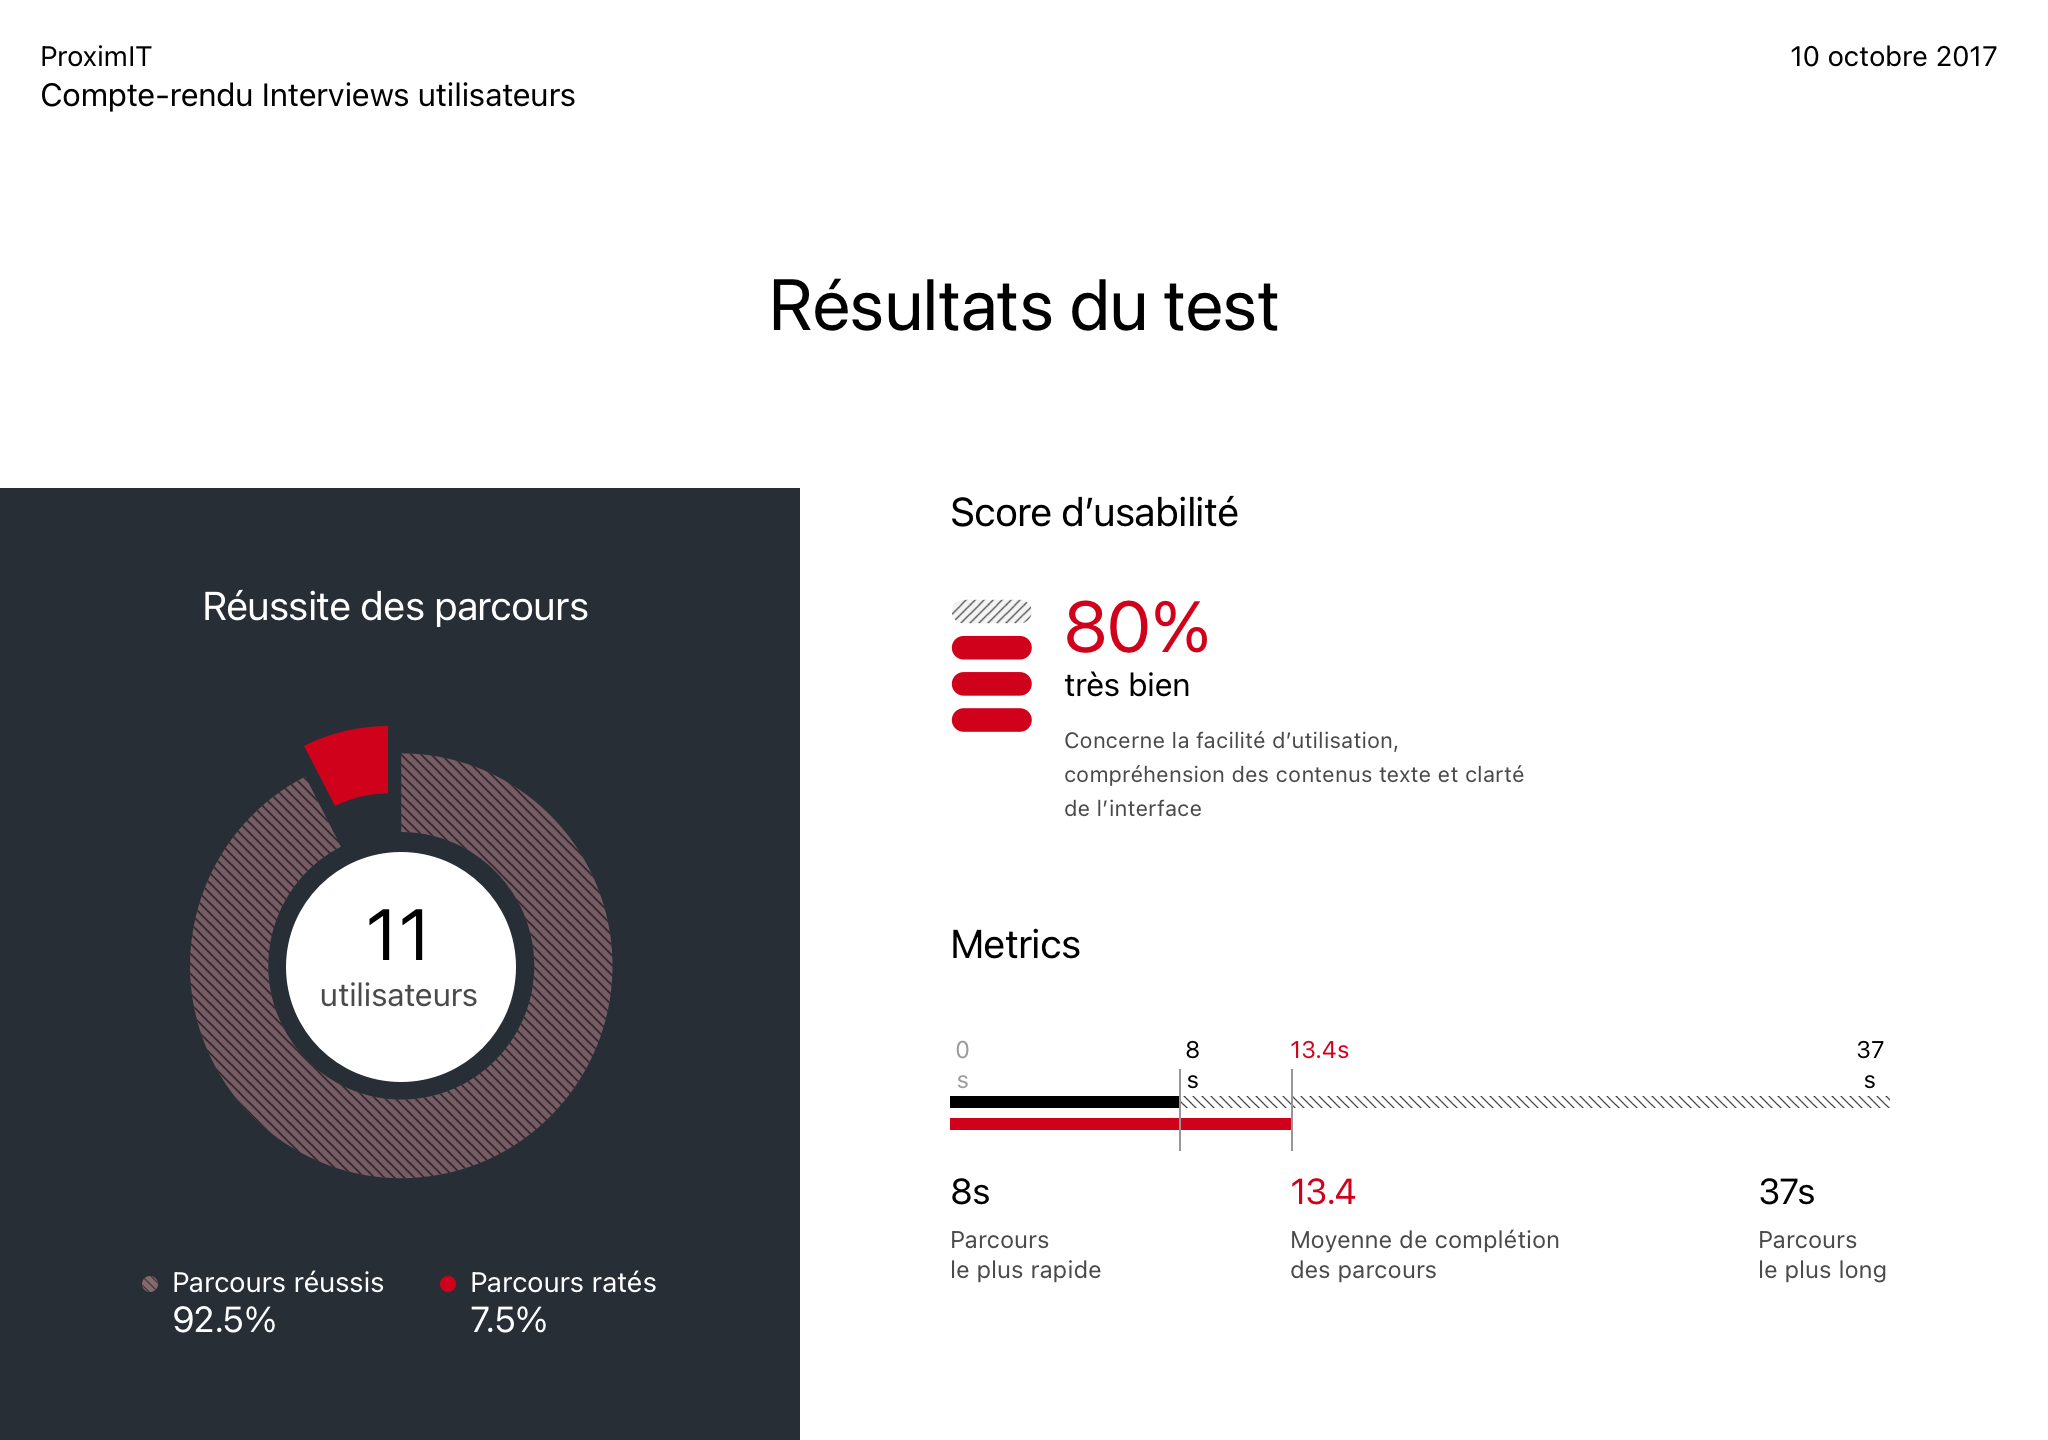 ProximIT
Compte-rendu Interviews utilisateurs
10 octobre 2017
Résultats du test
Réussite des parcours
11
utilisateurs
Parcours réussis
92.5%
Parcours ratés
7.5%
Score d’usabilité
80%
très bien
Concerne la facilité d’utilisation,
compréhension des contenus texte et clarté
de l’interface
Metrics
0
s
8
s
13.4s
37
s
8s
Parcours
le plus rapide
13.4
Moyenne de complétion
des parcours
37s
Parcours
le plus long